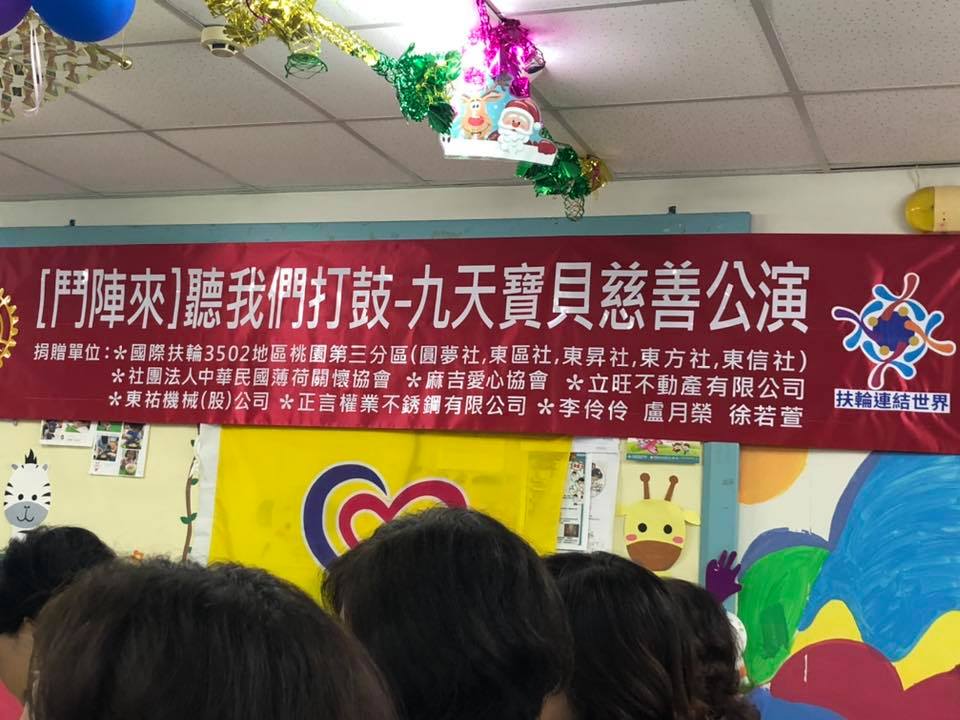 [鬥陣來]聽我們打鼓-九天寶貝慈善公演
捐贈單位:＊國際扶輪3502地區桃園第三分區(圓夢社,東區社,東昇社,東方社,東信社)
＊社團法人中華民國薄荷關懷協會 ＊麻吉愛心協會 ＊立旺不動產有限公司
＊東祐機械(股)公司 ＊正言權業不銹鋼有限公司 ＊李伶伶 盧月榮 徐若萱
扶輪連結世界